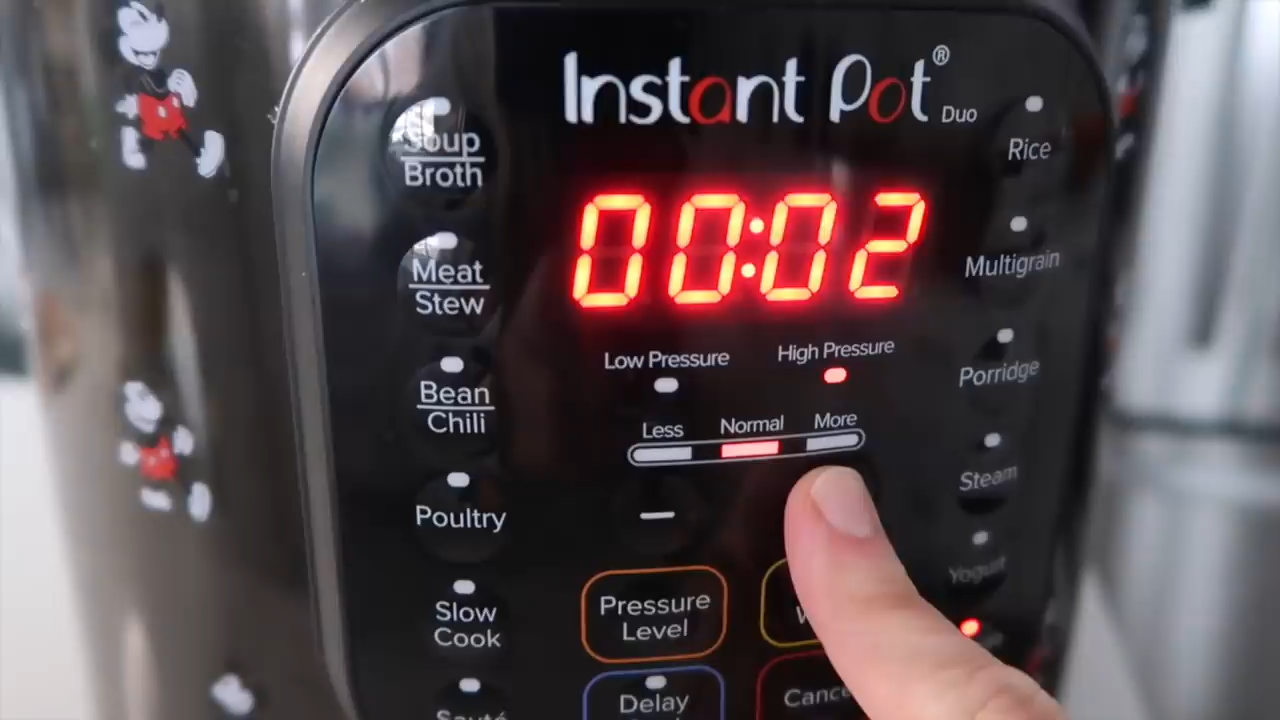 Instant Pot®
Duo
00:02
Soup
Broth
Meat
Stew
Bean
Chili
Poultry
Slow
Cook
Low Pressure
High Pressure
Less
Normal
More
−
Pressure
Level
Delay
Rice
Multigrain
Porridge
Steam
Yogurt